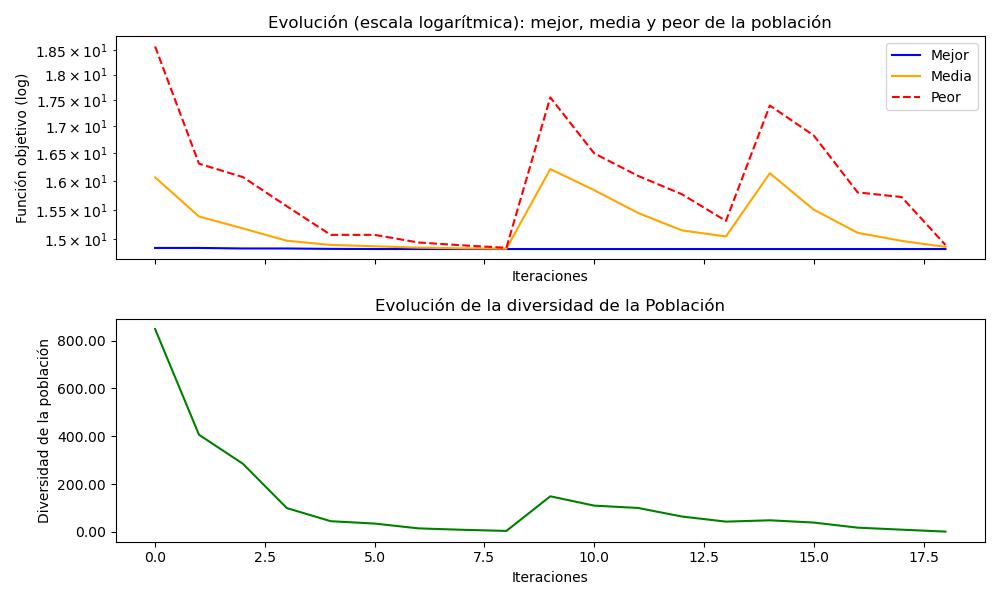 Evolución (escala logarítmica): mejor, media y peor de la población
Función objetivo (log)
1.85 × 10¹
1.8 × 10¹
1.75 × 10¹
1.7 × 10¹
1.65 × 10¹
1.6 × 10¹
1.55 × 10¹
1.5 × 10¹
Mejor
Media
Peor
Iteraciones
Evolución de la diversidad de la Población
Diversidad de la población
800.00
600.00
400.00
200.00
0.00
0.0 2.5 5.0 7.5 10.0 12.5 15.0 17.5
Iteraciones